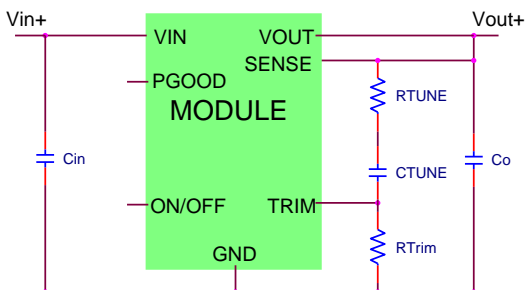 Vin+
Vout+
VIN
VOUT
SENSE
PGOOD
RTUNE
MODULE
Cin
CTUNE
Co
ON/OFF
TRIM
GND
RTrim